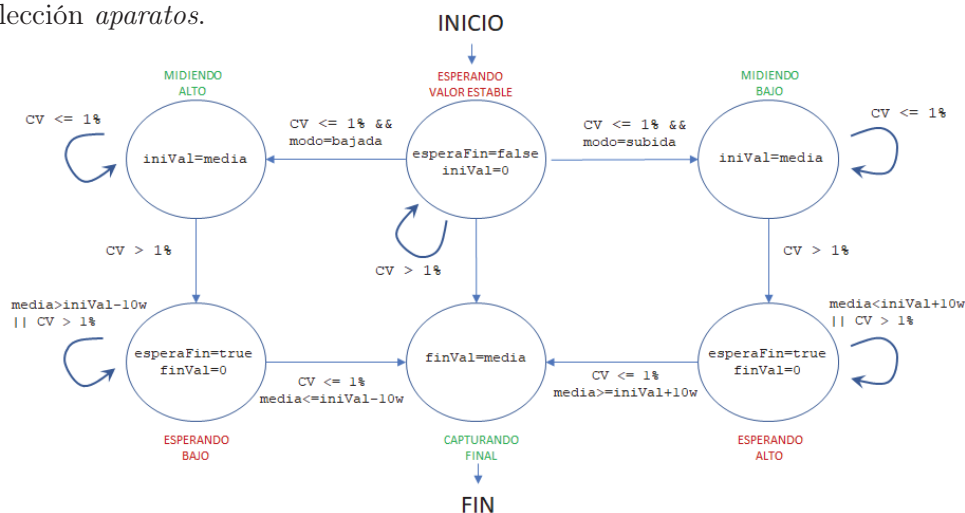 lección aparatos.
INICIO
MIDIENDO
ALTO
ESPERANDO
VALOR ESTABLE
MIDIENDO
BAJO
CV <= 1%
iniVal=media
CV <= 1% &&
modo=bajada
esperaFin=false
iniVal=0
CV <= 1% &&
modo=subida
iniVal=media
CV <= 1%
CV > 1%
CV > 1%
CV > 1%
media>iniVal-10w
|| CV > 1%
esperaFin=true
finVal=0
CV <= 1%
media<=iniVal-10w
finVal=media
CV <= 1%
media>=iniVal+10w
esperaFin=true
finVal=0
media<iniVal+10w
|| CV > 1%
ESPERANDO
BAJO
CAPTURANDO
FINAL
ESPERANDO
ALTO
FIN